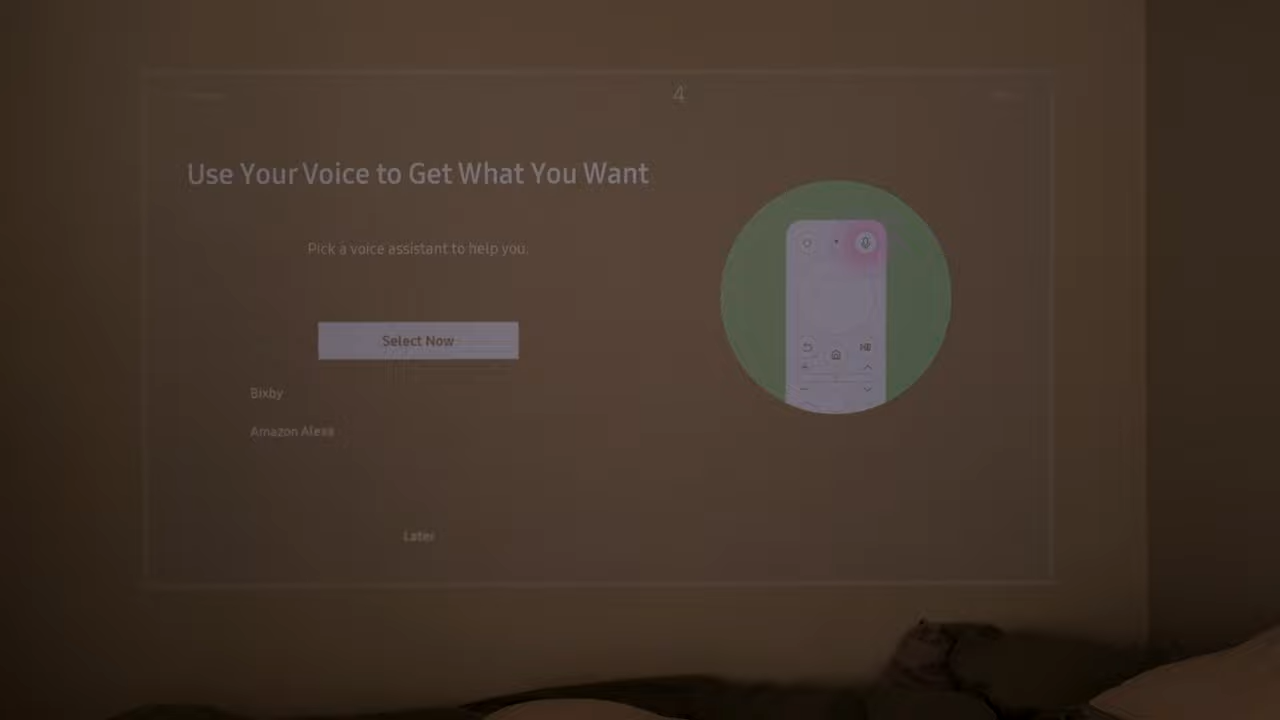 4
Use Your Voice to Get What You Want
Pick a voice assistant to help you.
Select Now
Bixby
Amazon Alexa
Later